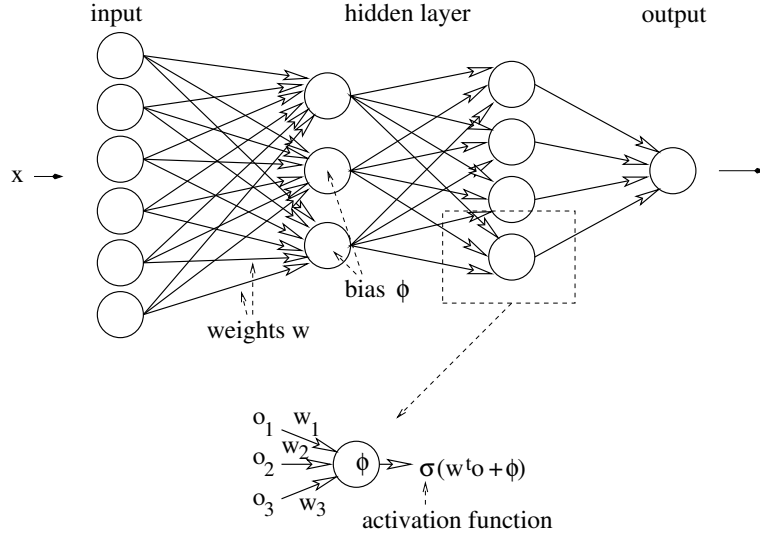 input
hidden layer
output
x
bias ϕ
weights w
o₁ w₁
w₂
o₂ ϕ σ(wᵗo + ϕ)
o₃ w₃
activation function